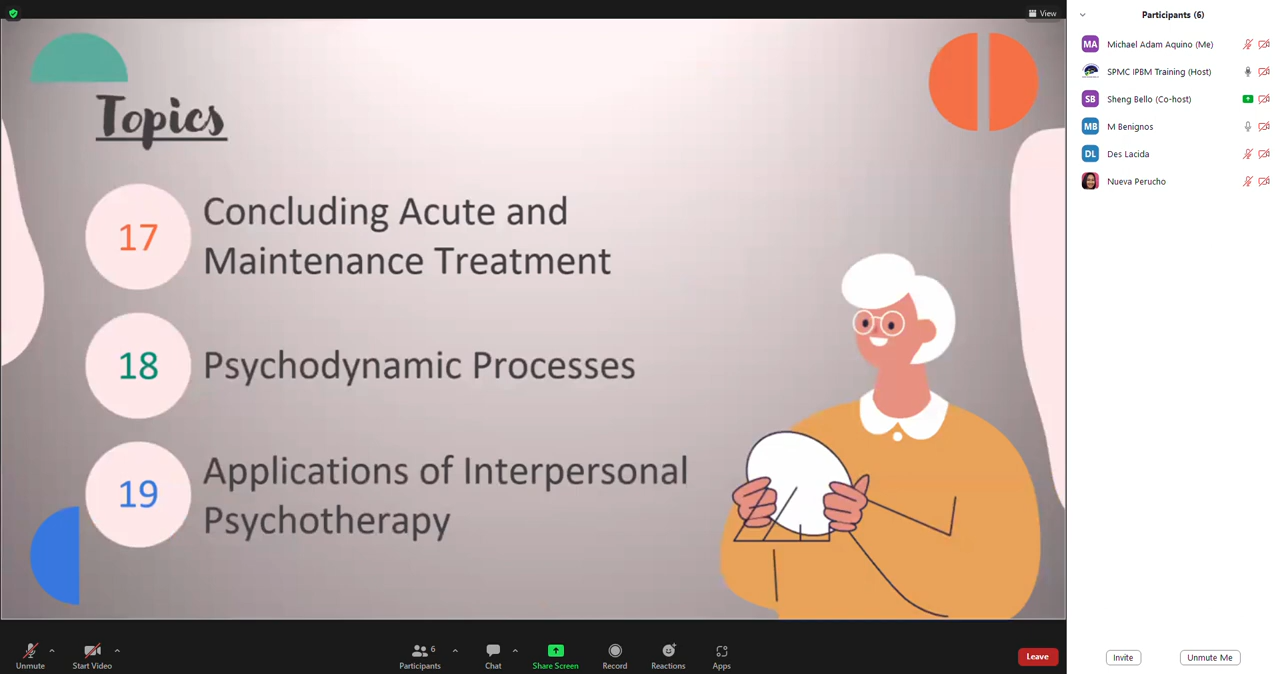 View
Topics
17
Concluding Acute and
Maintenance Treatment
18
Psychodynamic Processes
19
Applications of Interpersonal
Psychotherapy
Participants (6)
MA Michael Adam Aquino (Me)
SPMC IPBM Training (Host)
SB Sheng Bello (Co-host)
MB M Benignos
DL Des Lacida
Nueva Perucho
Unmute
Start Video
6
Participants
Chat
Share Screen
Record
Reactions
Apps
Leave
Invite
Unmute Me